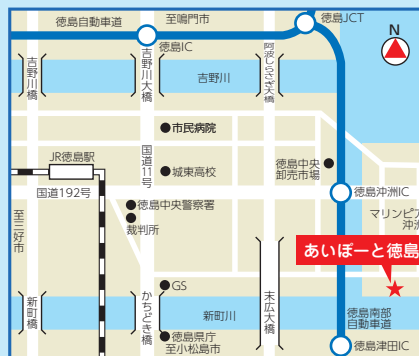 徳島自動車道
至鳴門市
徳島JCT
N
徳島IC
吉野川橋
吉野川大橋
吉野川
阿波しらさぎ大橋
市民病院
JR徳島駅
国道11号
城東高校
徳島中央
卸売市場
国道192号
徳島沖洲IC
至三好市
徳島中央警察署
裁判所
マリンピア
沖洲
あいぽーと徳島
GS
新町橋
かちどき橋
新町川
末広大橋
徳島南部
自動車道
徳島県庁
至小松島市
徳島津田IC